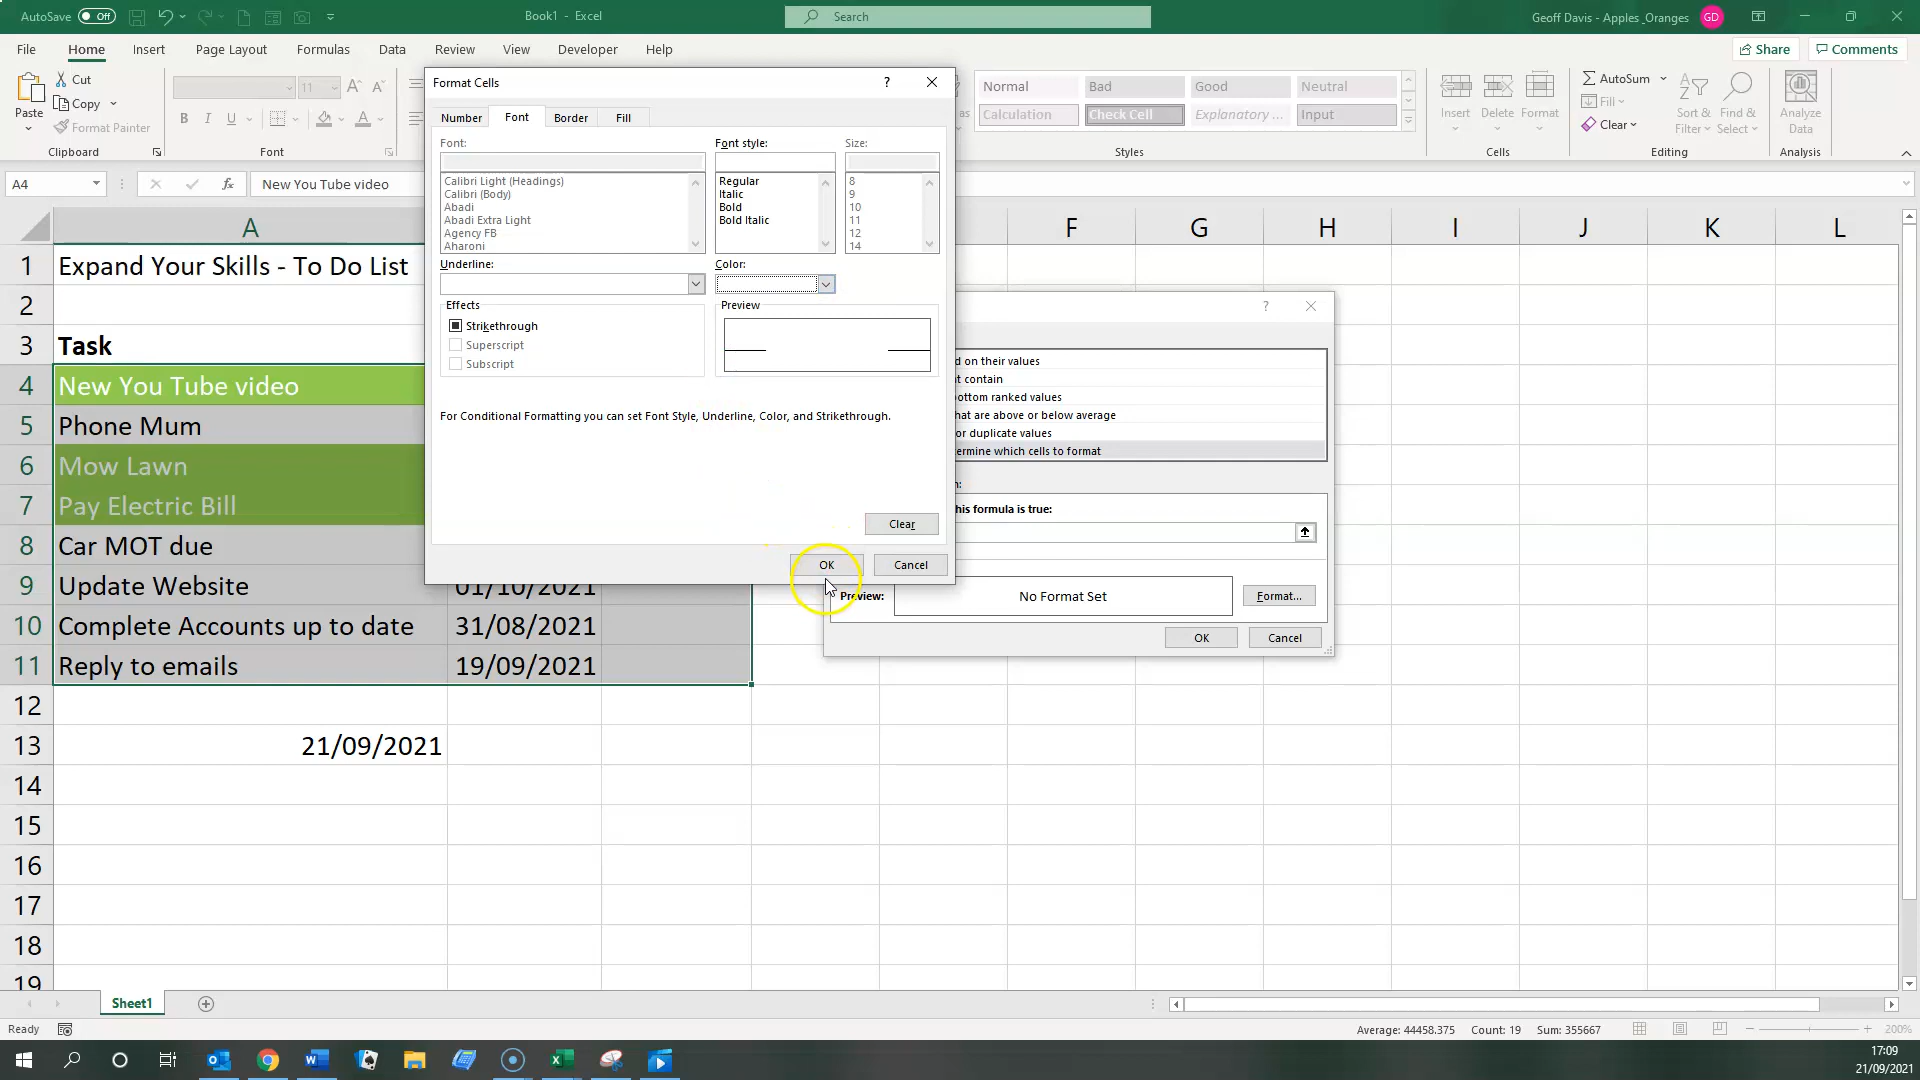 AutoSave Off
Book1 - Excel
Search
Geoff Davis - Apples_Oranges GD
File Home Insert Page Layout Formulas Data Review View Developer Help
Share Comments
Paste
Cut
Copy
Format Painter
Clipboard
11
Font
Normal Bad Good Neutral
Calculation Check Cell Explanatory ... Input
Styles
Insert Delete Format
Cells
AutoSum
Fill
Clear
Sort & Filter
Find & Select
Editing
Analyze Data
Analysis
A4
New You Tube video
A F G H I J K L
1 Expand Your Skills - To Do List
2
3 Task
4 New You Tube video
5 Phone Mum
6 Mow Lawn
7 Pay Electric Bill
8 Car MOT due
9 Update Website 01/10/2021
10 Complete Accounts up to date 31/08/2021
11 Reply to emails 19/09/2021
12
13 21/09/2021
14
15
16
17
18
19
Format Cells
Number Font Border Fill
Font: Font style: Size:
Calibri Light (Headings) Regular 8
Calibri (Body) Italic 9
Abadi Bold 10
Abadi Extra Light Bold Italic 11
Agency FB 12
Aharoni 14
Underline: Color:
Effects Preview
Strikethrough
Superscript
Subscript
For Conditional Formatting you can set Font Style, Underline, Color, and Strikethrough.
Clear
OK Cancel
d on their values
t contain
ottom ranked values
hat are above or below average
or duplicate values
ermine which cells to format
n:
his formula is true:
Preview: No Format Set Format...
OK Cancel
Sheet1
Ready
Average: 44458.375 Count: 19 Sum: 355667
200%
17:09
21/09/2021